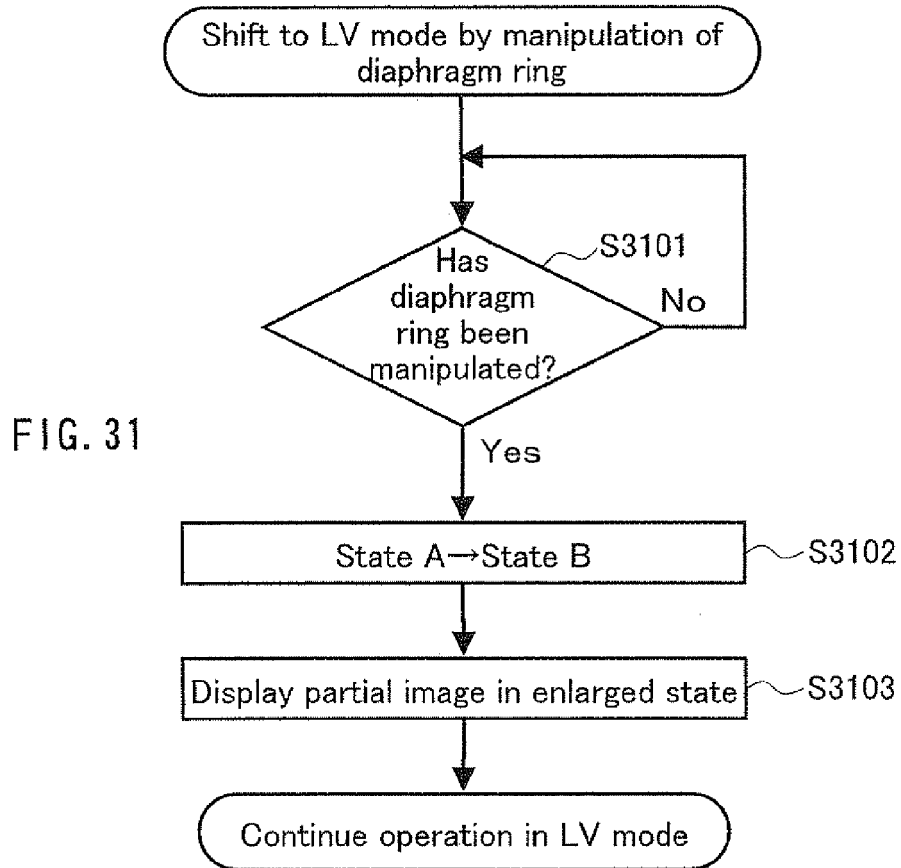 Shift to LV mode by manipulation of
diaphragm ring
S3101
Has
diaphragm
ring been
manipulated?
No
FIG. 31
Yes
State A→State B
S3102
Display partial image in enlarged state
S3103
Continue operation in LV mode